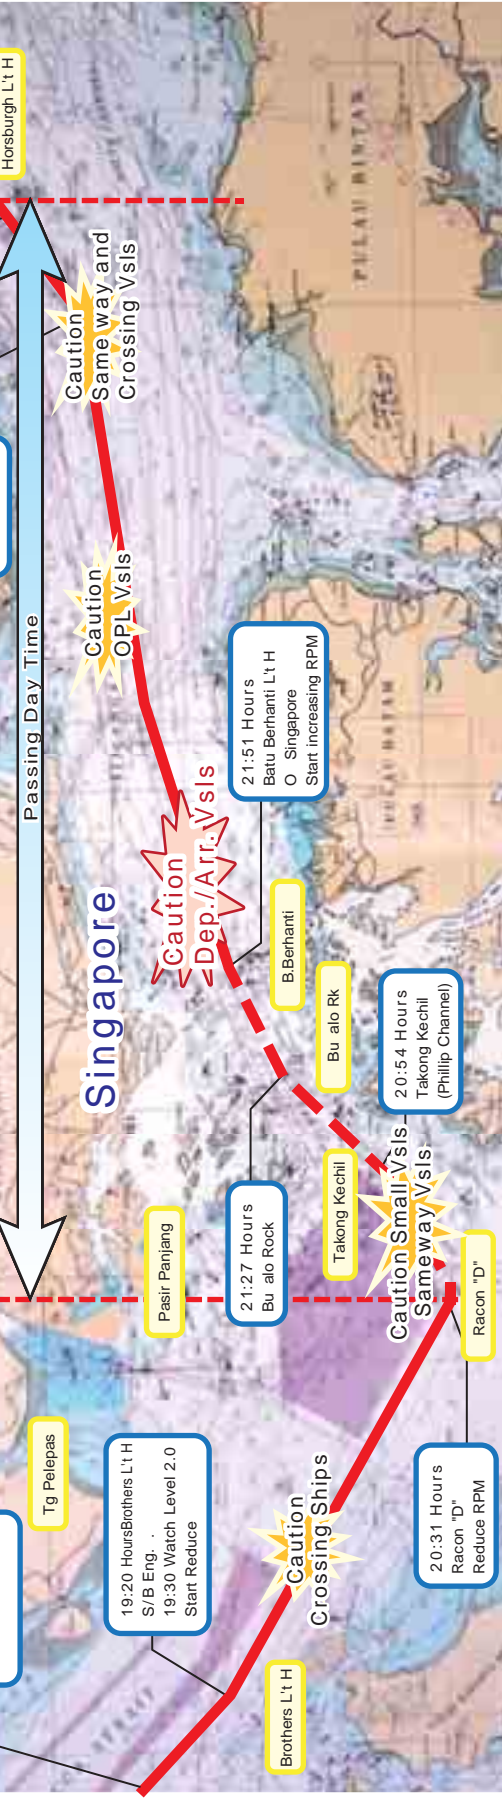 Horsburgh L't H
Passing Day Time
Caution
Same way and
Crossing Vsls
Caution
OPL Vsls
Singapore
Caution
Dep./Arr. Vsls
21:51 Hours
Batu Berhanti L't H
O Singapore
Start increasing RPM
B.Berhanti
Bu alo Rk
20:54 Hours
Takong Kechil
(Phillip Channel)
Takong Kechil
Caution Small Vsls
Sameway Vsls
21:27 Hours
Bu alo Rock
Pasir Panjang
Racon "D"
Tg Pelepas
19:20 HoursBrothers L't H
S/B Eng. .
19:30 Watch Level 2.0
Start Reduce
Caution
Crossing Ships
20:31 Hours
Racon "D"
Reduce RPM
Brothers L't H
PULAU BINTAN
PULAU BATAM